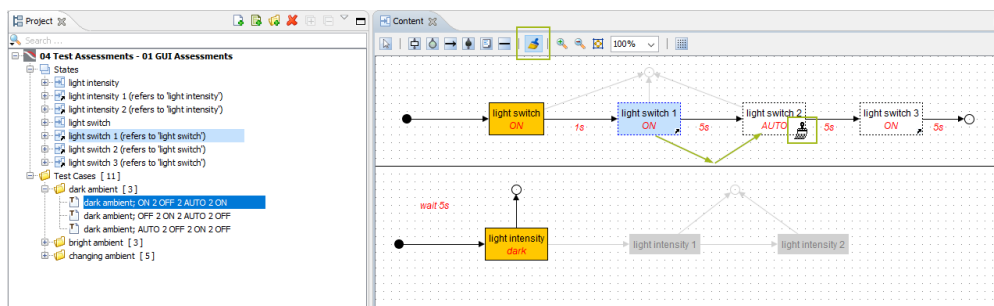 Project
Search ...
04 Test Assessments - 01 GUI Assessments
States
light intensity
light intensity 1 (refers to 'light intensity')
light intensity 2 (refers to 'light intensity')
light switch
light switch 1 (refers to 'light switch')
light switch 2 (refers to 'light switch')
light switch 3 (refers to 'light switch')
Test Cases [ 11 ]
dark ambient [ 3 ]
dark ambient; ON 2 OFF 2 AUTO 2 ON
dark ambient; OFF 2 ON 2 AUTO 2 OFF
dark ambient; AUTO 2 OFF 2 ON 2 OFF
bright ambient [ 3 ]
changing ambient [ 5 ]
Content
100%
light switch
ON
1s
light switch 1
ON
5s
light switch 2
AUTO
5s
light switch 3
ON
5s
wait 5s
light intensity
dark
light intensity 1
light intensity 2